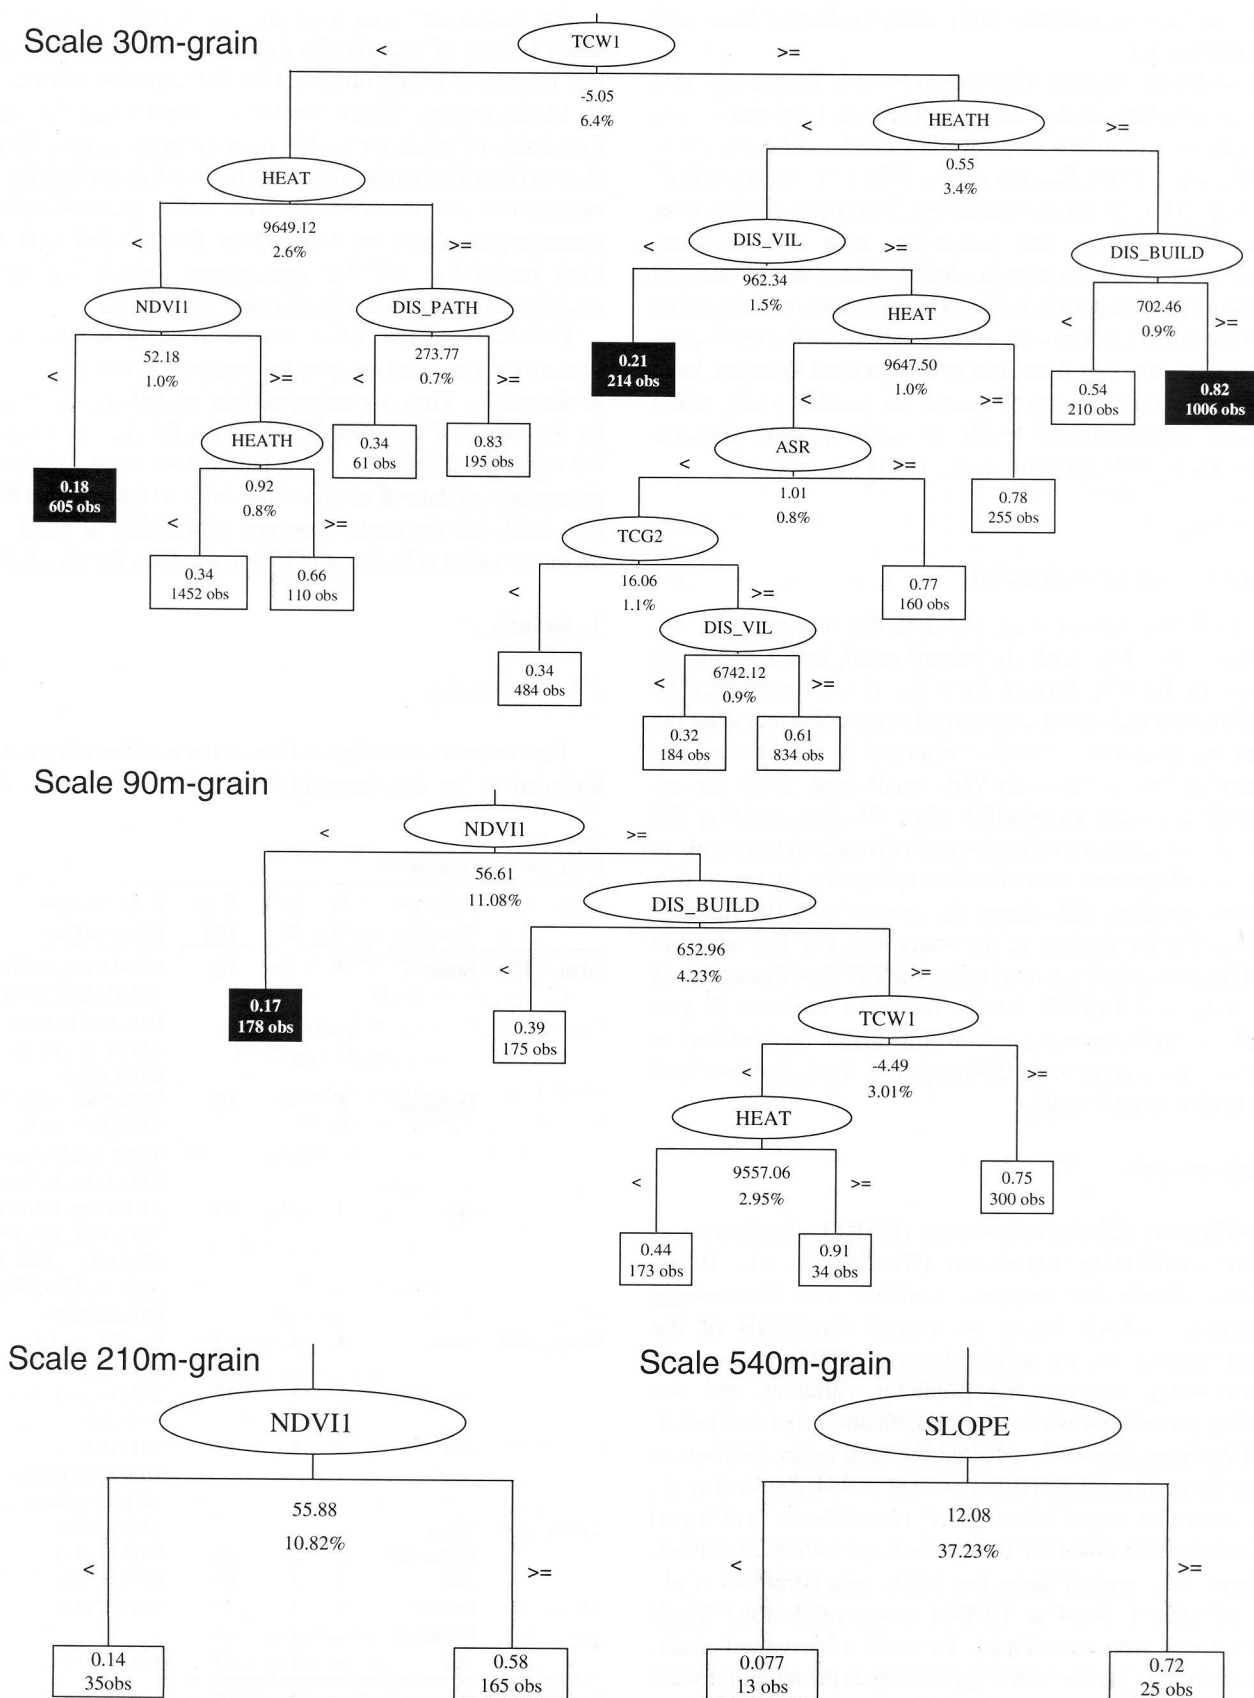 Scale 30m-grain
TCW1
< >=
-5.05
6.4%
HEATH
< >=
0.55
3.4%
HEAT
9649.12
2.6%
< >=
DIS_VIL
< >=
962.34
1.5%
DIS_BUILD
702.46
0.9%
< >=
NDVI1
52.18
1.0%
< >=
DIS_PATH
273.77
0.7%
< >=
HEAT
9647.50
1.0%
< >=
0.21
214 obs
0.54
210 obs
0.82
1006 obs
0.18
605 obs
HEATH
0.92
0.8%
< >=
0.34
61 obs
0.83
195 obs
ASR
< >=
1.01
0.8%
0.78
255 obs
TCG2
16.06
1.1%
< >=
0.77
160 obs
0.34
1452 obs
0.66
110 obs
DIS_VIL
6742.12
0.9%
< >=
0.34
484 obs
0.32
184 obs
0.61
834 obs
Scale 90m-grain
NDVI1
< >=
56.61
11.08%
DIS_BUILD
652.96
4.23%
< >=
0.17
178 obs
0.39
175 obs
TCW1
-4.49
3.01%
< >=
HEAT
9557.06
2.95%
< >=
0.75
300 obs
0.44
173 obs
0.91
34 obs
Scale 210m-grain
NDVI1
55.88
10.82%
< >=
0.14
35obs
0.58
165 obs
Scale 540m-grain
SLOPE
12.08
37.23%
< >=
0.077
13 obs
0.72
25 obs